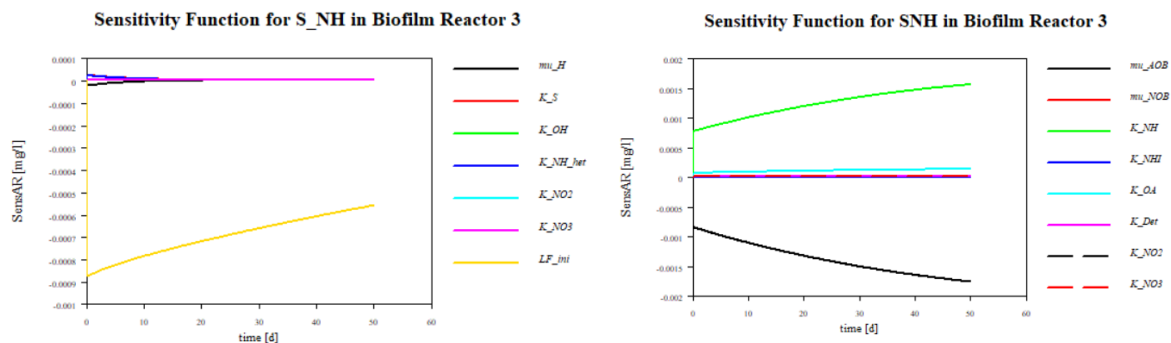 Sensitivity Function for S_NH in Biofilm Reactor 3
0.0001
0
-0.0001
-0.0002
-0.0003
-0.0004
-0.0005
-0.0006
-0.0007
-0.0008
-0.0009
-0.001
SensAR [mg/l]
0 10 20 30 40 50 60
time [d]
mu_H
K_S
K_OH
K_NH_het
K_NO2
K_NO3
LF_ini
Sensitivity Function for SNH in Biofilm Reactor 3
0.002
0.0015
0.001
0.0005
0
-0.0005
-0.001
-0.0015
-0.002
SensAR [mg/l]
0 10 20 30 40 50 60
time [d]
mu_AOB
mu_NOB
K_NH
K_NHI
K_OA
K_Det
K_NO2
K_NO3